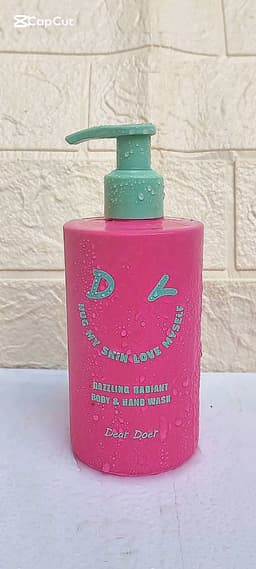 CapCut
D Y
HUG MY SKIN LOVE MYSELF
DAZZLING RADIANT
BODY & HAND WASH
Dear Doer